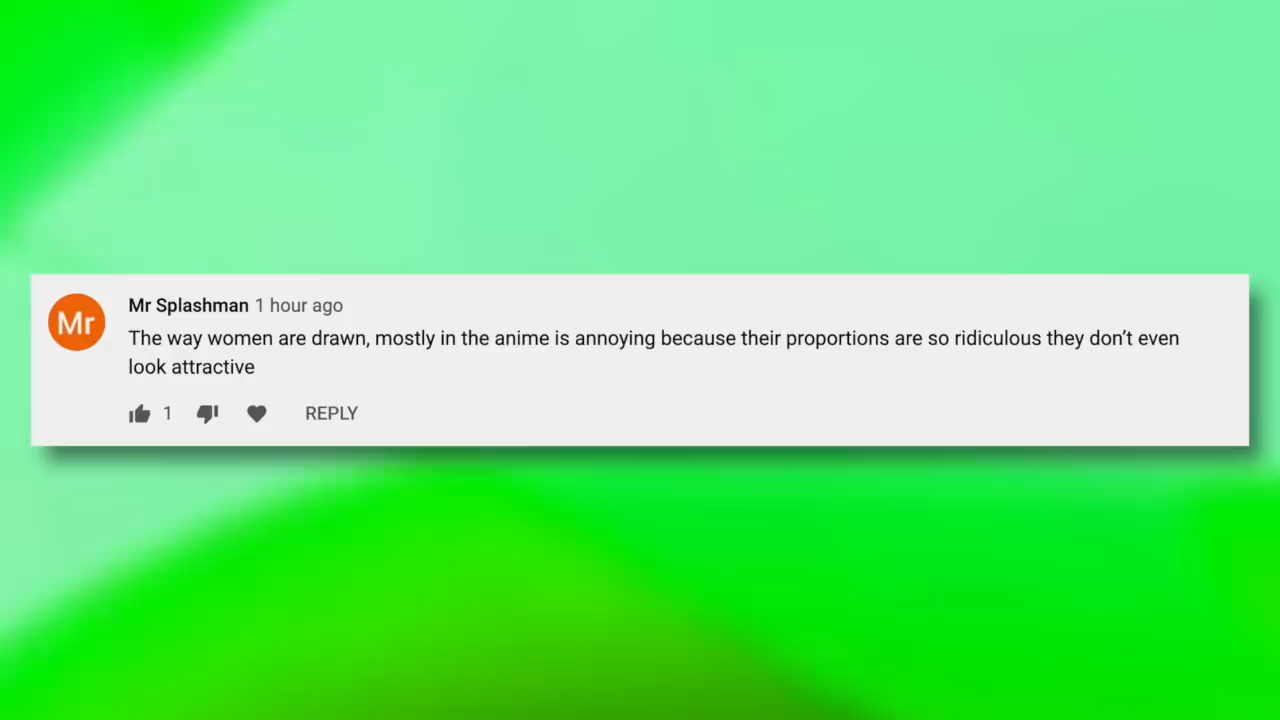 Mr
Mr Splashman 1 hour ago
The way women are drawn, mostly in the anime is annoying because their proportions are so ridiculous they don’t even
look attractive
1 REPLY